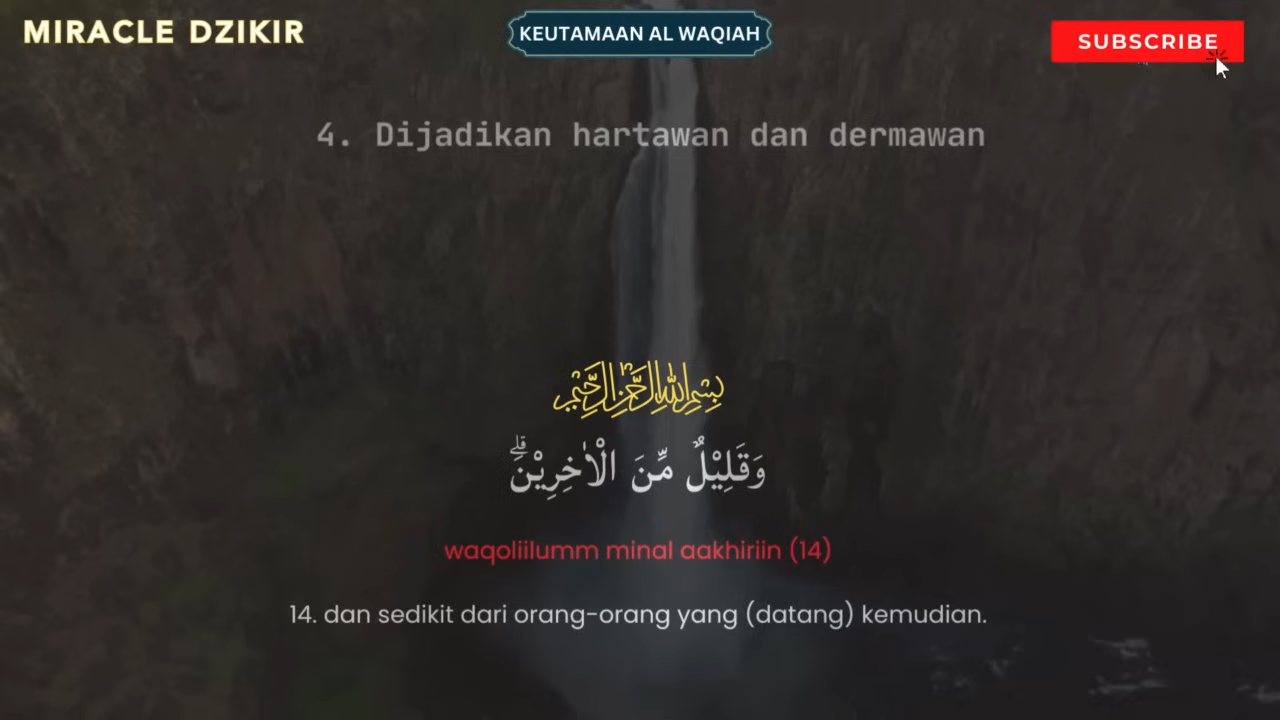 MIRACLE DZIKIR
KEUTAMAAN AL WAQIAH
SUBSCRIBE
4. Dijadikan hartawan dan dermawan
بِسْمِ اللهِ الرَّحْمٰنِ الرَّحِيْمِ
وَقَلِيْلٌ مِّنَ الْاٰخِرِيْنَۗ
waqoliilumm minal aakhiriin (14)
14. dan sedikit dari orang-orang yang (datang) kemudian.